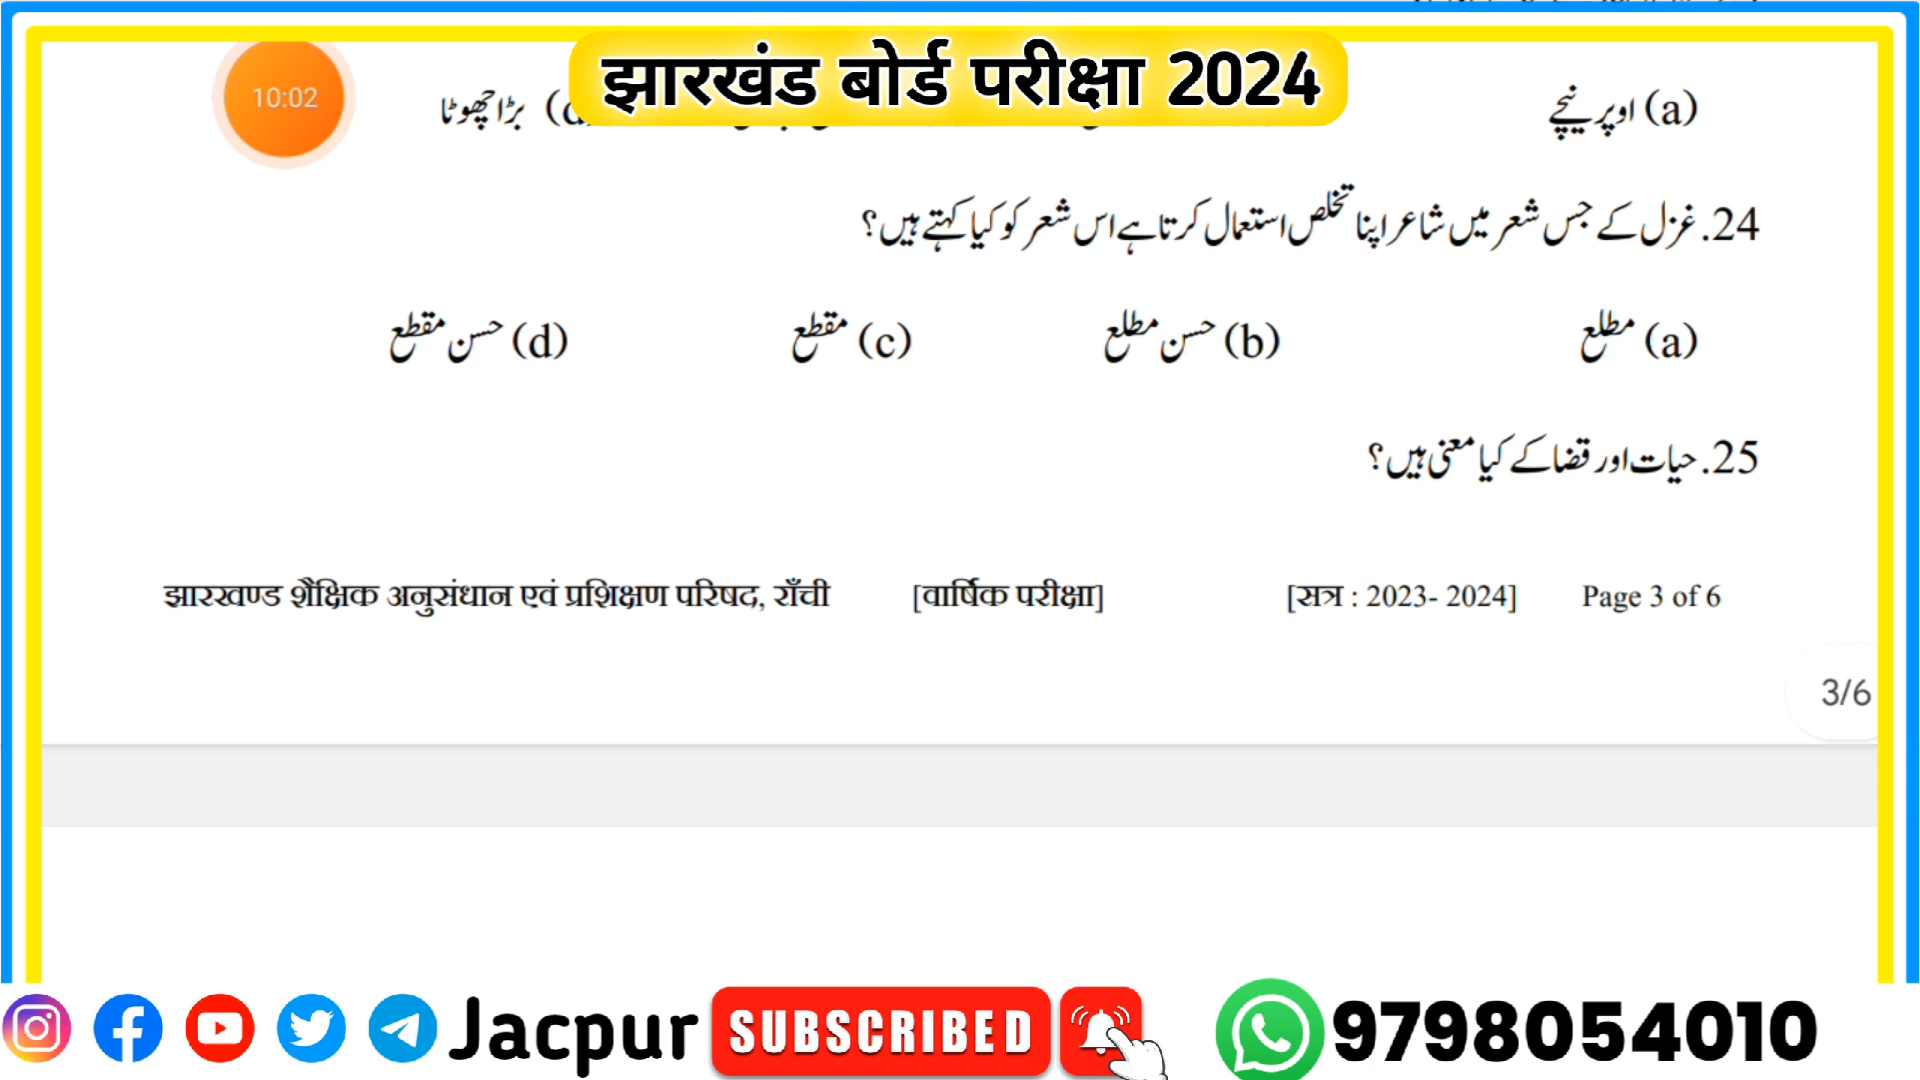 झारखंड बोर्ड परीक्षा 2024
10:02
(a) اوپر نیچے
بڑا چھوٹا
24. غزل کے جس شعر میں شاعر اپنا تخلص استعمال کرتا ہے اس شعر کو کیا کہتے ہیں؟
(a) مطلع (b) حسن مطلع (c) مقطع (d) حسن مقطع
25. حیات اور قضا کے کیا معنی ہیں؟
झारखण्ड शैक्षिक अनुसंधान एवं प्रशिक्षण परिषद, राँची [वार्षिक परीक्षा] [सत्र : 2023- 2024] Page 3 of 6
3/6
Jacpur SUBSCRIBED 9798054010